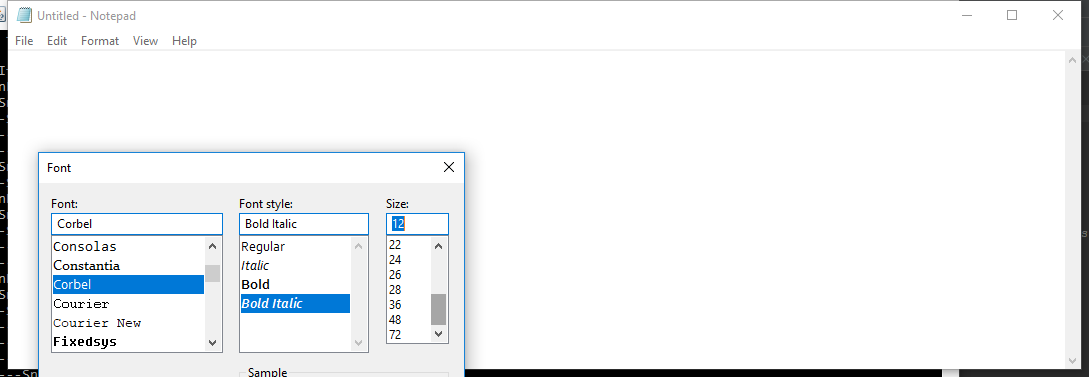 Untitled - Notepad
File Edit Format View Help
Font
Font: Font style: Size:
Corbel Bold Italic 12
Consolas Regular 22
Constantia Italic 24
Corbel Bold 26
Courier Bold Italic 28
Courier New 36
Fixedsys 48
72
Sample